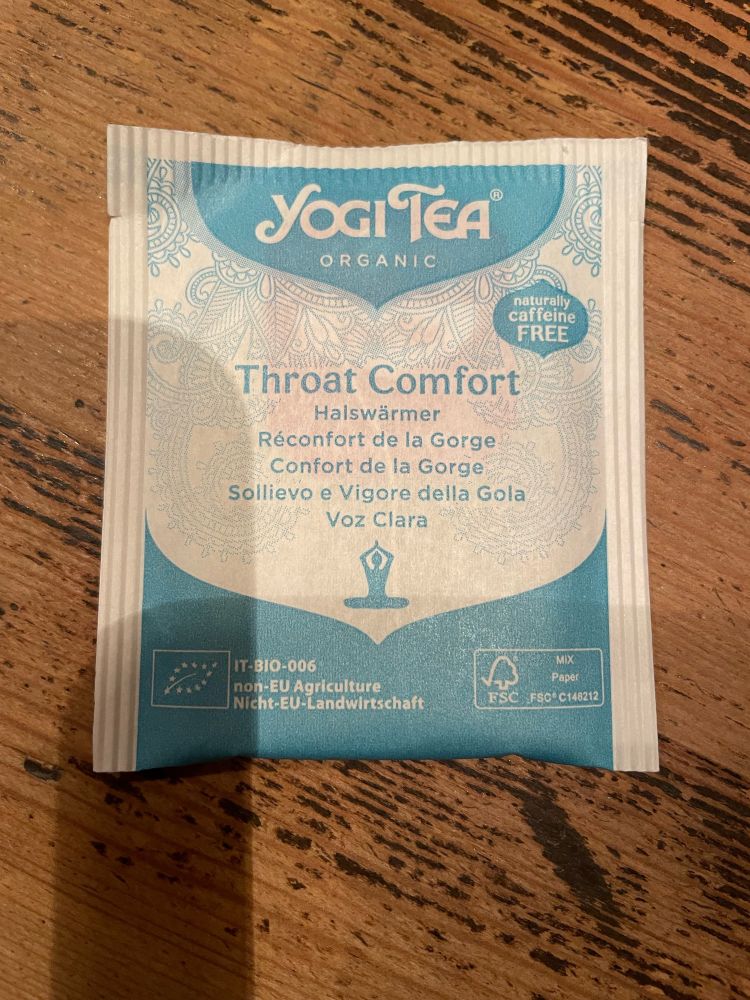 YOGI TEA®
ORGANIC
naturally
caffeine
FREE
Throat Comfort
Halswärmer
Réconfort de la Gorge
Confort de la Gorge
Sollievo e Vigore della Gola
Voz Clara
IT-BIO-006
non-EU Agriculture
Nicht-EU-Landwirtschaft
FSC
MIX
Paper
FSC® C148212